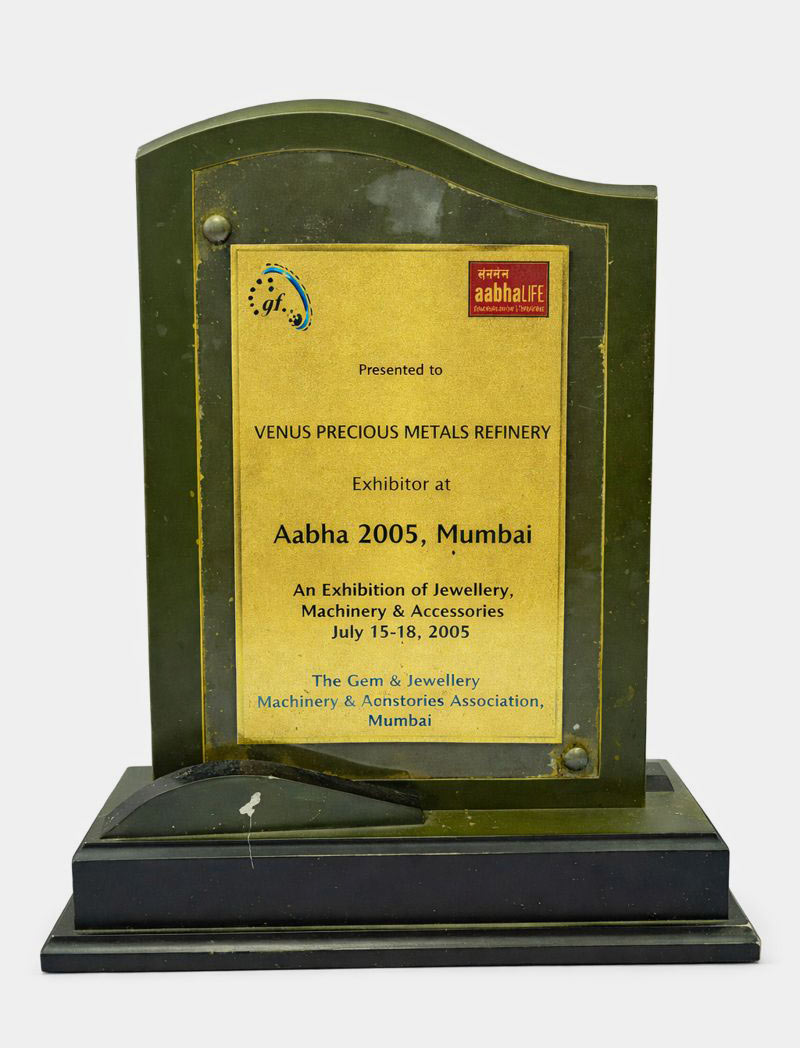 gf.
aabhaLIFE
Presented to
VENUS PRECIOUS METALS REFINERY
Exhibitor at
Aabha 2005, Mumbai
An Exhibition of Jewellery,
Machinery & Accessories
July 15-18, 2005
The Gem & Jewellery
Machinery & Aonstories Association,
Mumbai